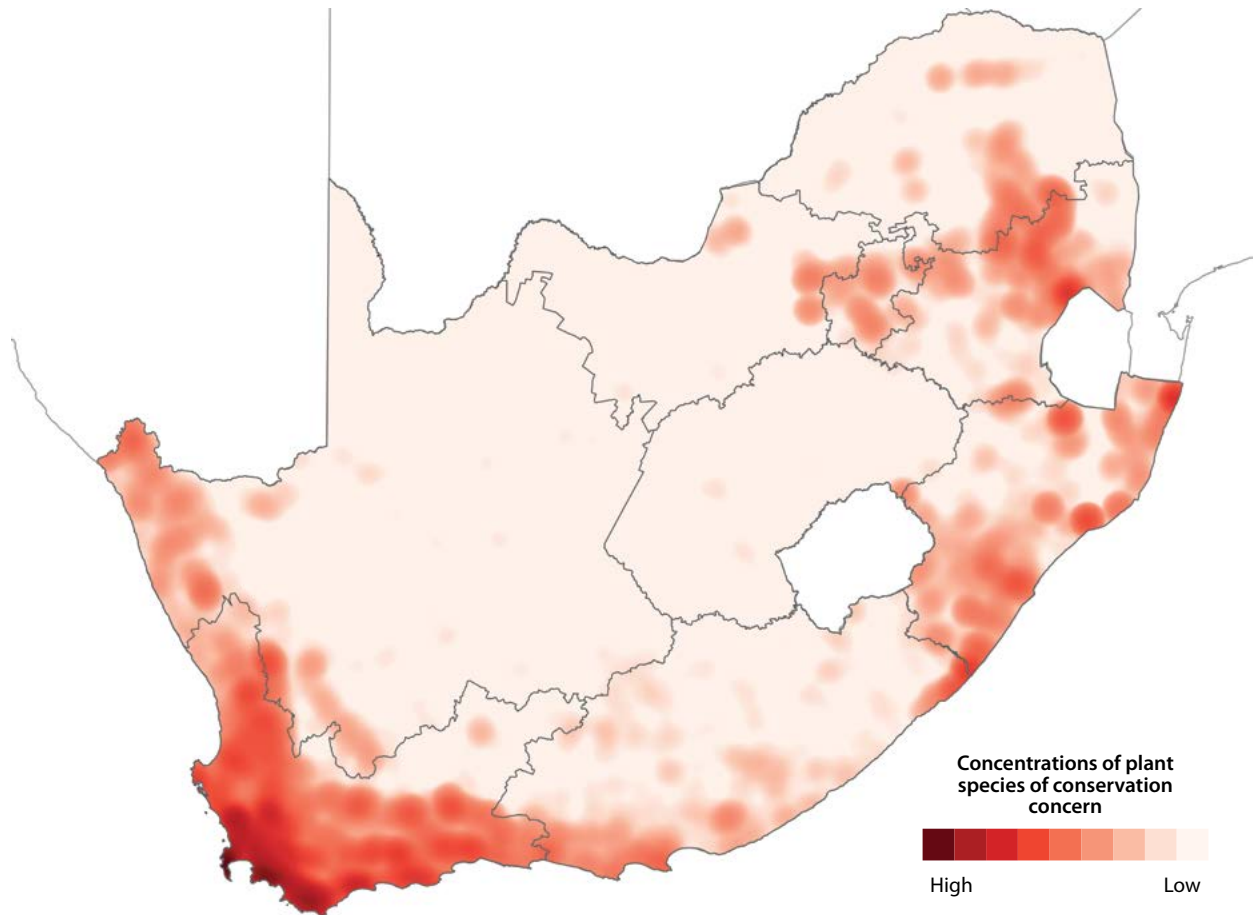 Concentrations of plant
species of conservation
concern
High Low